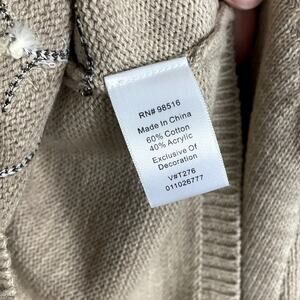 RN# 98516
Made In China
60% Cotton
40% Acrylic
Exclusive Of
Decoration
V#T276
011026777